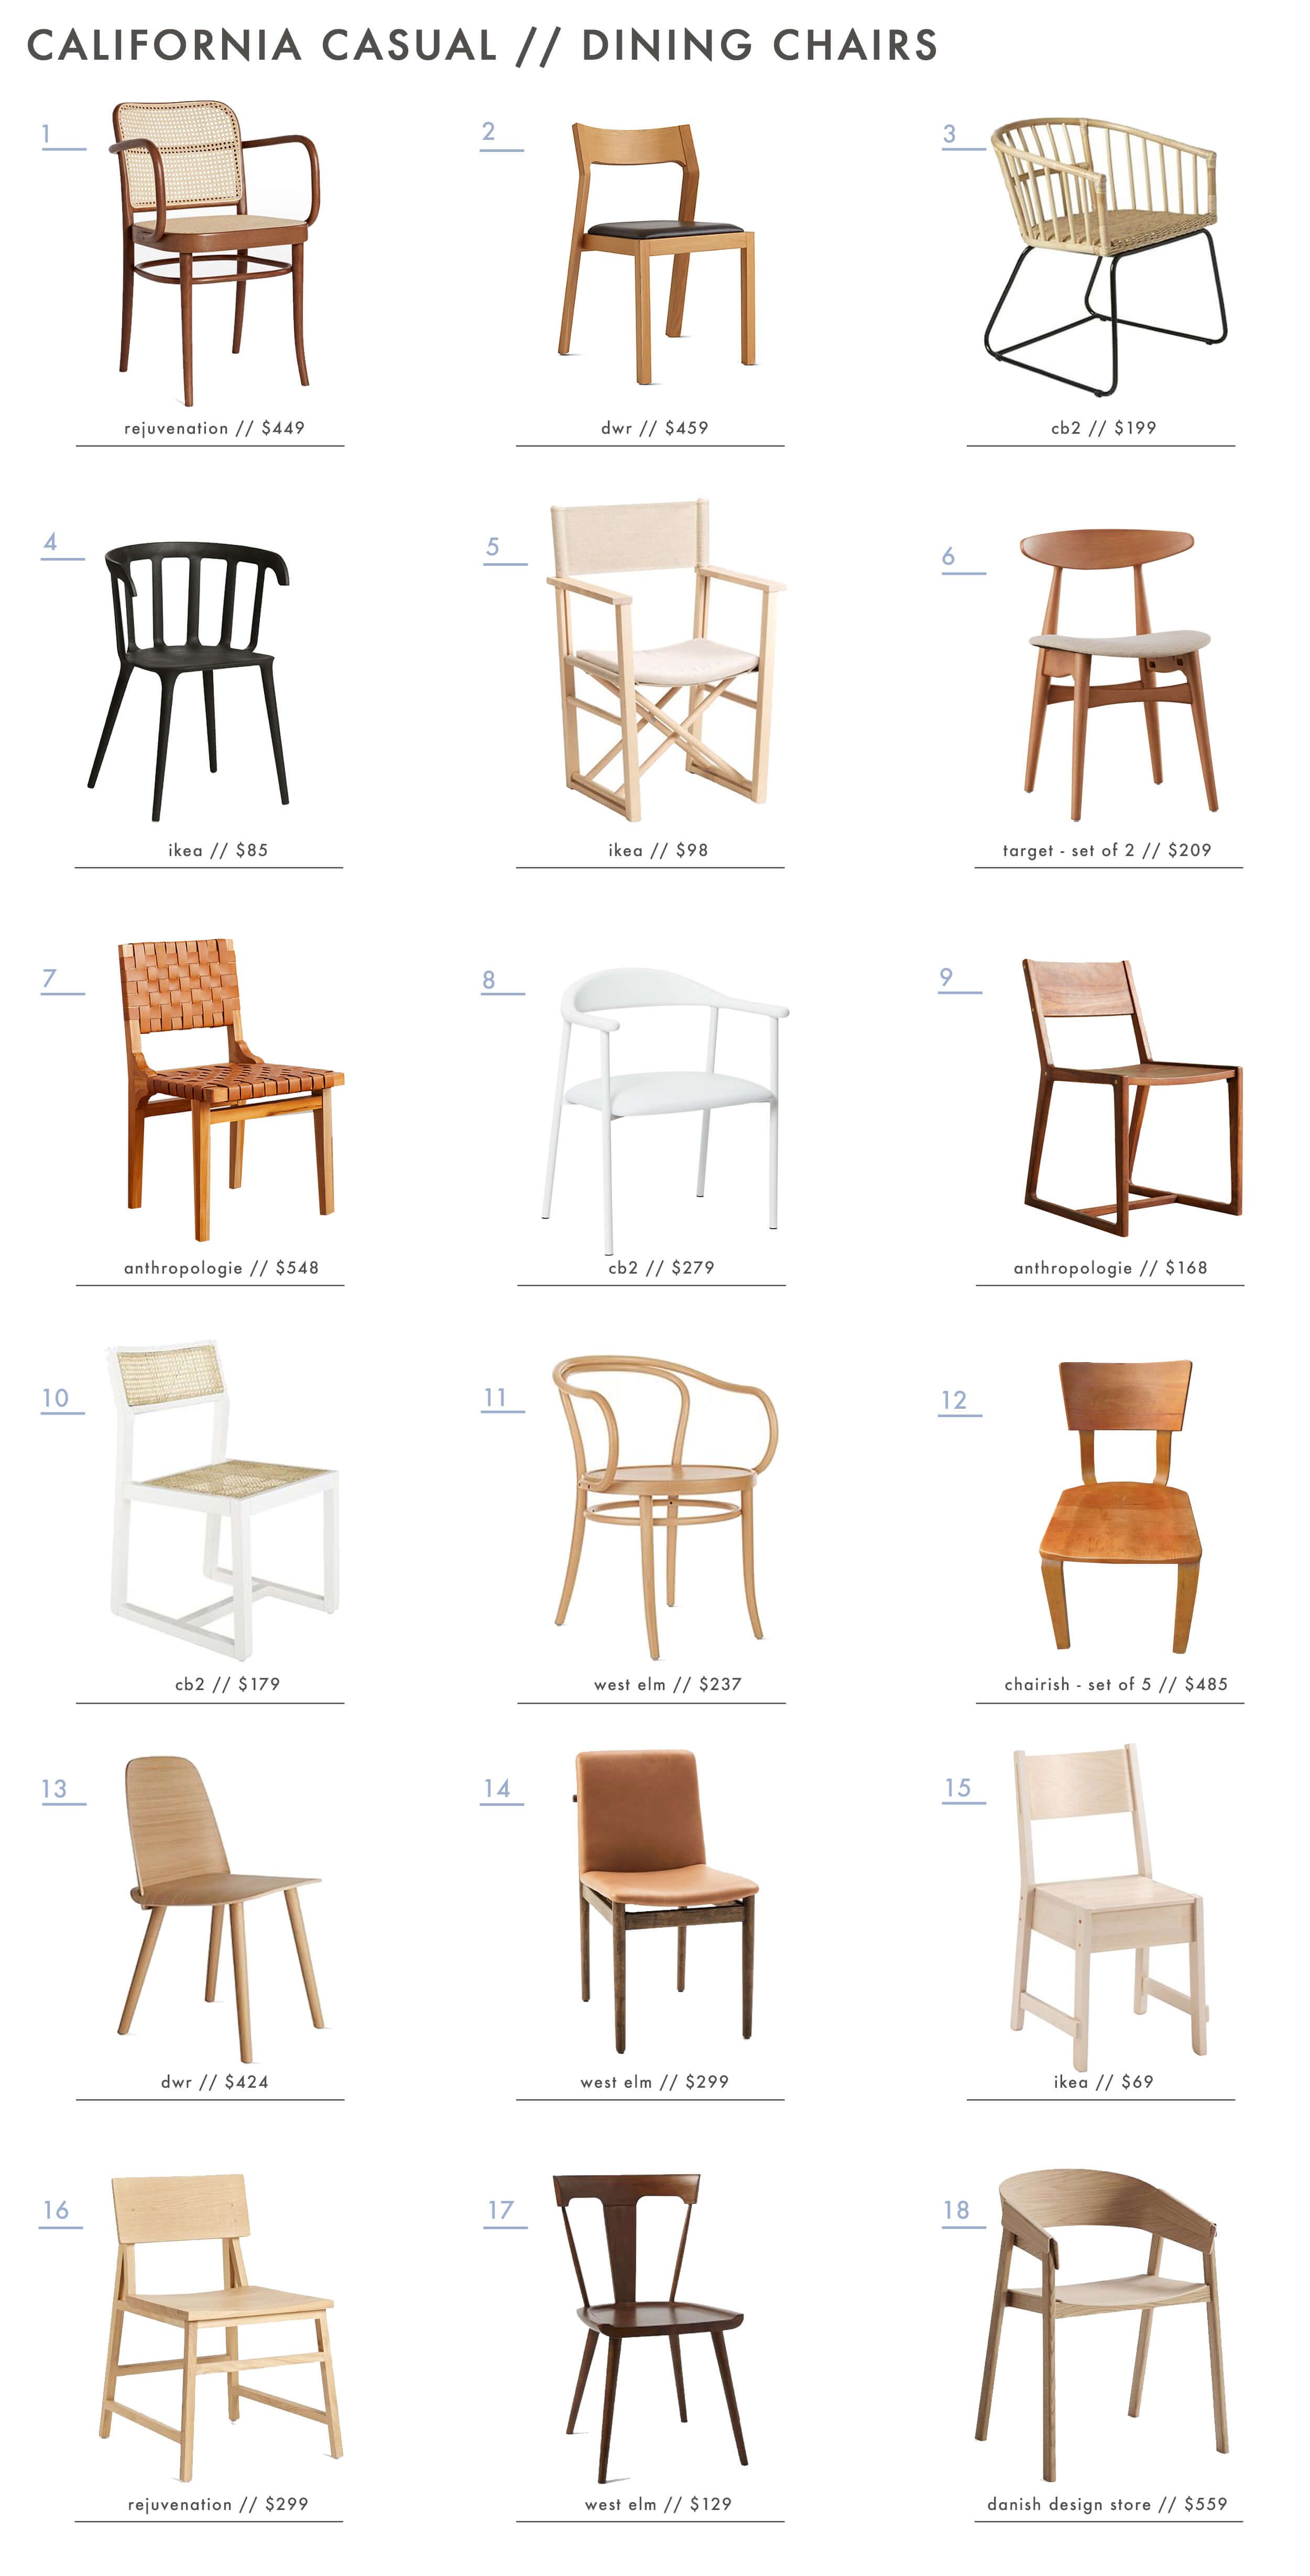 CALIFORNIA CASUAL // DINING CHAIRS
1
2
3
rejuvenation // $449
dwr // $459
cb2 // $199
4
5
6
ikea // $85
ikea // $98
target - set of 2 // $209
7
8
9
anthropologie // $548
cb2 // $279
anthropologie // $168
10
11
12
cb2 // $179
west elm // $237
chairish - set of 5 // $485
13
14
15
dwr // $424
west elm // $299
ikea // $69
16
17
18
rejuvenation // $299
west elm // $129
danish design store // $559